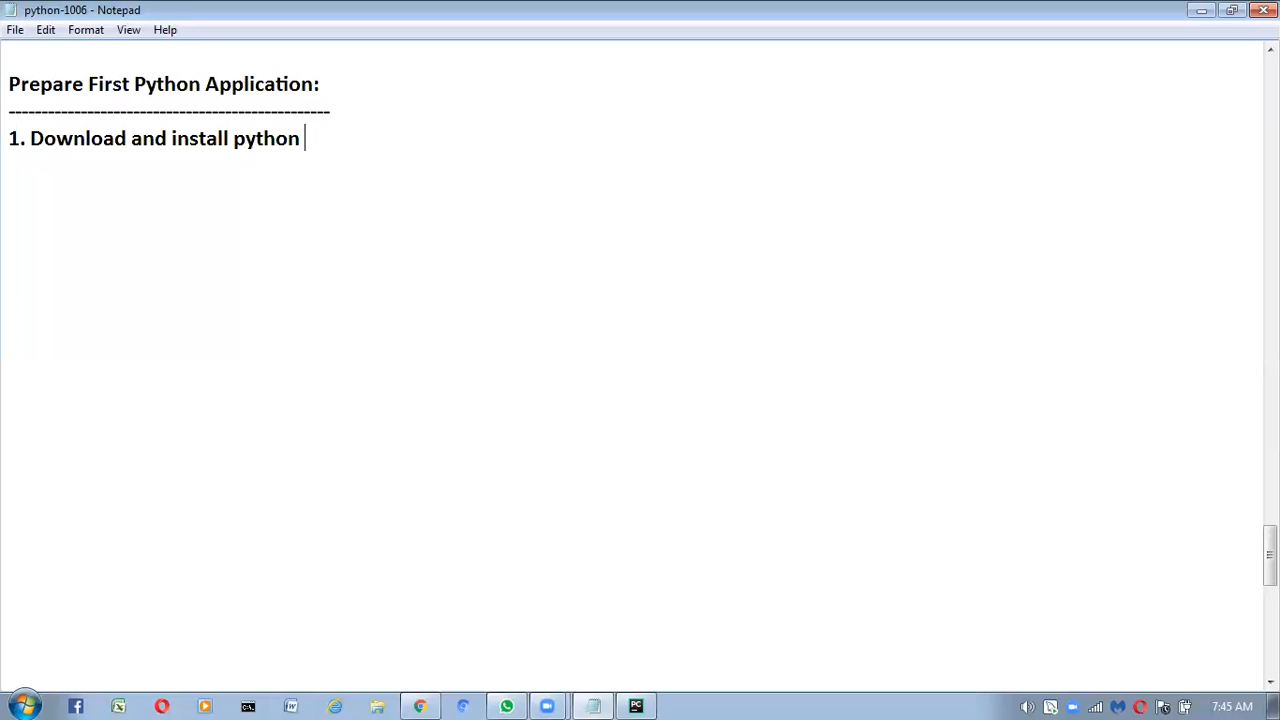 python-1006 - Notepad
File Edit Format View Help
Prepare First Python Application:
------------------------------------------------
1. Download and install python
C:\.
PC
7:45 AM